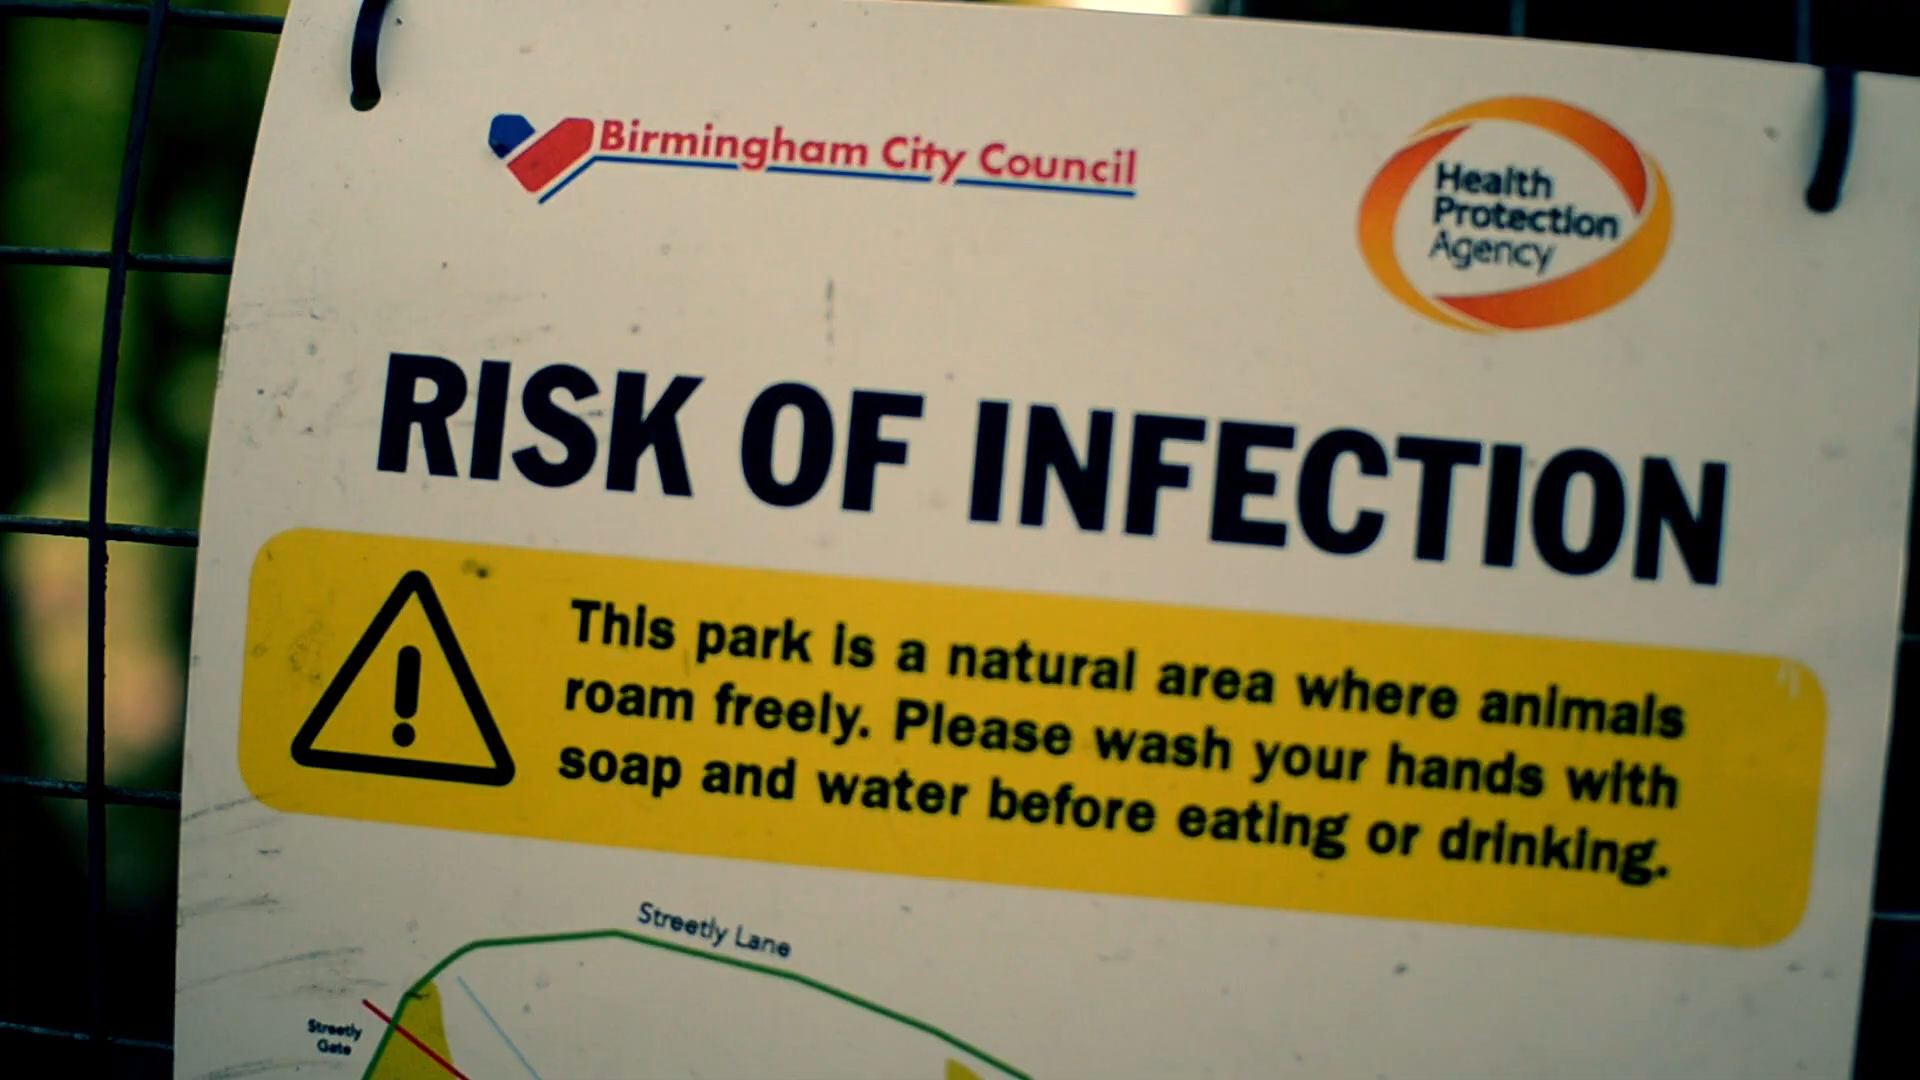 Birmingham City Council
Health
Protection
Agency
RISK OF INFECTION
This park is a natural area where animals
roam freely. Please wash your hands with
soap and water before eating or drinking.
Streetly Lane
Streetly
Gate